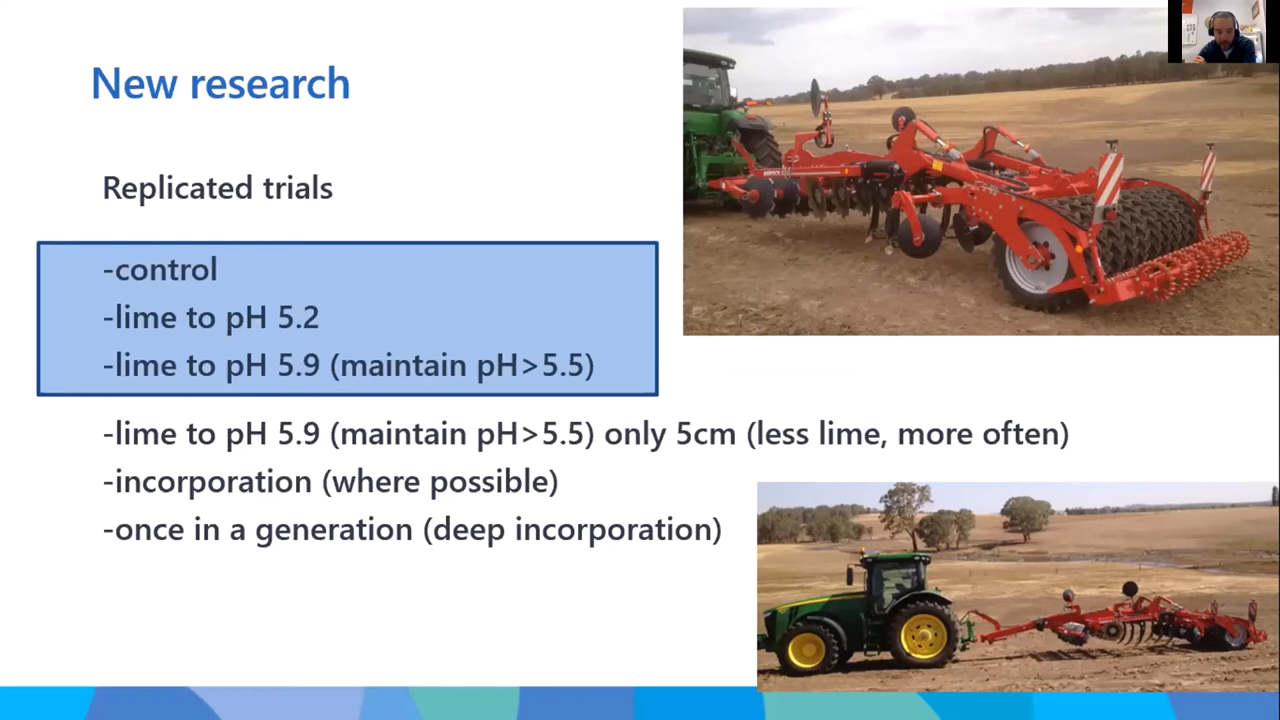 New research
Replicated trials
-control
-lime to pH 5.2
-lime to pH 5.9 (maintain pH>5.5)
-lime to pH 5.9 (maintain pH>5.5) only 5cm (less lime, more often)
-incorporation (where possible)
-once in a generation (deep incorporation)